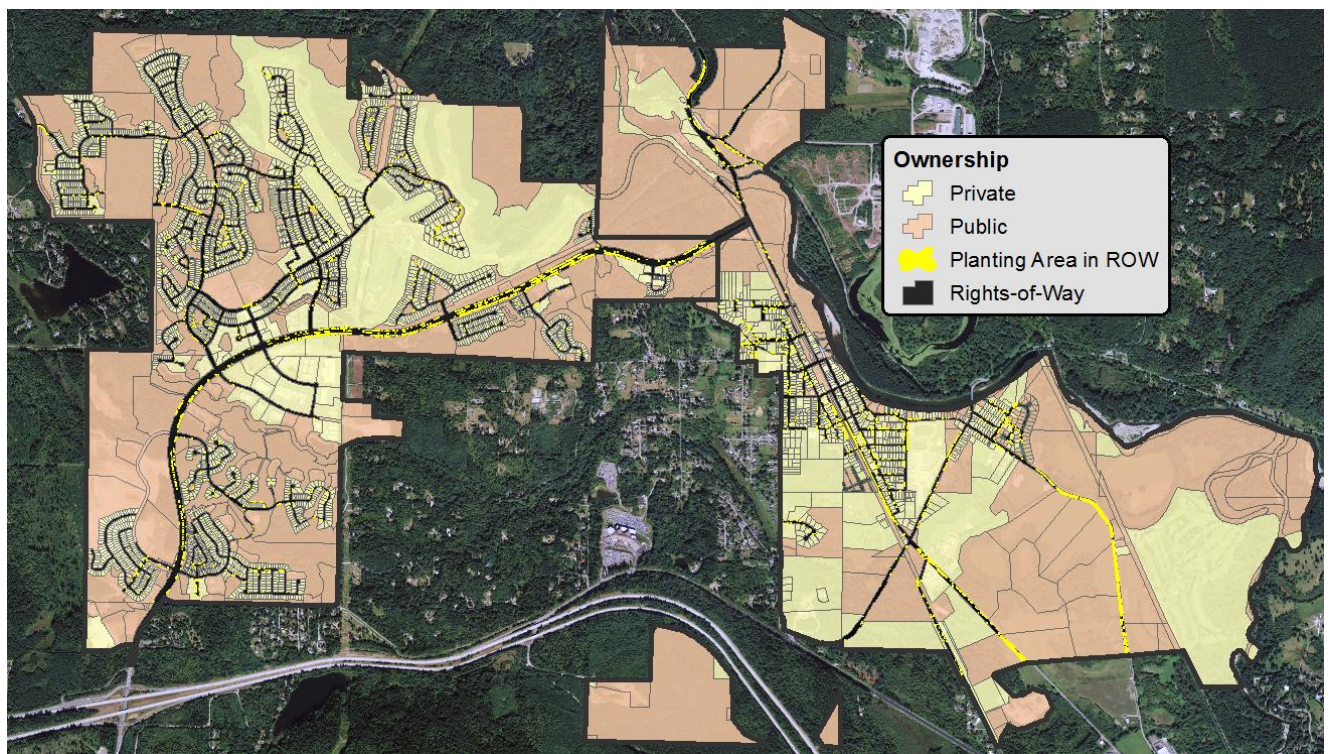 Ownership
Private
Public
Planting Area in ROW
Rights-of-Way